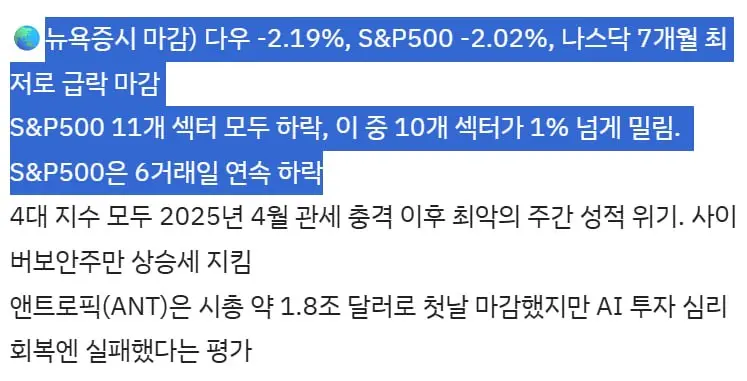 뉴욕증시 마감) 다우 -2.19%, S&P500 -2.02%, 나스닥 7개월 최
저로 급락 마감
S&P500 11개 섹터 모두 하락, 이 중 10개 섹터가 1% 넘게 밀림.
S&P500은 6거래일 연속 하락
4대 지수 모두 2025년 4월 관세 충격 이후 최악의 주간 성적 위기. 사이
버보안주만 상승세 지킴
앤트로픽(ANT)은 시총 약 1.8조 달러로 첫날 마감했지만 AI 투자 심리
회복엔 실패했다는 평가